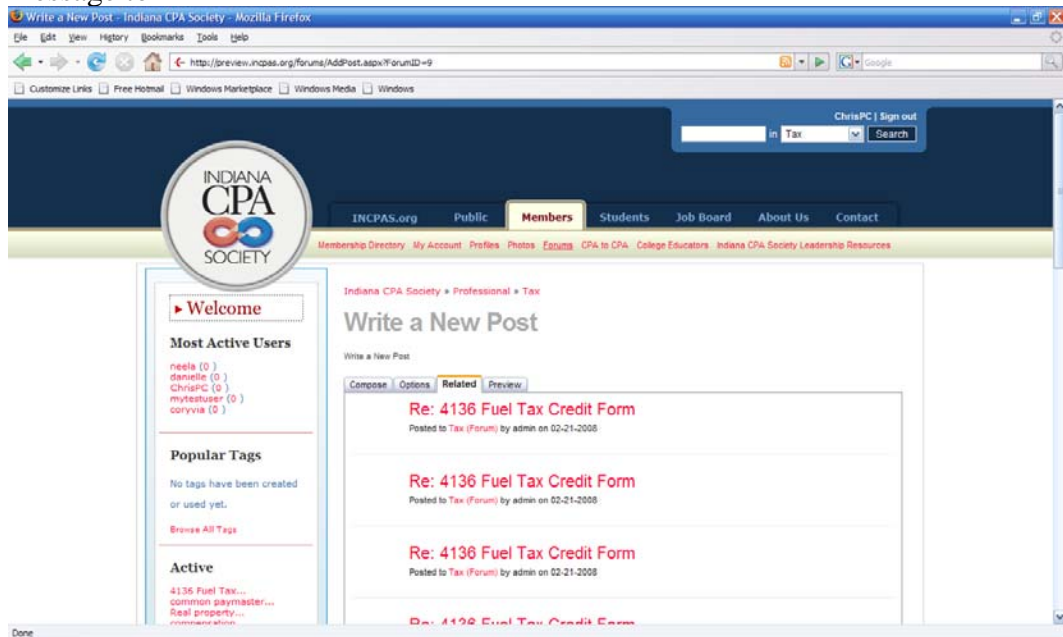 Write a New Post - Indiana CPA Society - Mozilla Firefox
File Edit View History Bookmarks Tools Help
http://preview.incpas.org/forums/AddPost.aspx?ForumID=9
Google
Customize Links Free Hotmail Windows Marketplace Windows Media Windows
ChrisPC | Sign out
in Tax Search
INDIANA
CPA
SOCIETY
INCPAS.org Public Members Students Job Board About Us Contact
Membership Directory My Account Profiles Photos Forums CPA to CPA College Educators Indiana CPA Society Leadership Resources
Welcome
Most Active Users
neela (0 )
danielle (0 )
ChrisPC (0 )
mytestuser (0 )
coryvia (0 )
Popular Tags
No tags have been created
or used yet.
Browse All Tags
Active
4136 Fuel Tax...
common paymaster...
Real property...
compensation
Indiana CPA Society » Professional » Tax
Write a New Post
Write a New Post
Compose Options Related Preview
Re: 4136 Fuel Tax Credit Form
Posted to Tax (Forum) by admin on 02-21-2008
Re: 4136 Fuel Tax Credit Form
Posted to Tax (Forum) by admin on 02-21-2008
Re: 4136 Fuel Tax Credit Form
Posted to Tax (Forum) by admin on 02-21-2008
Re: 4136 Fuel Tax Credit Form
Done